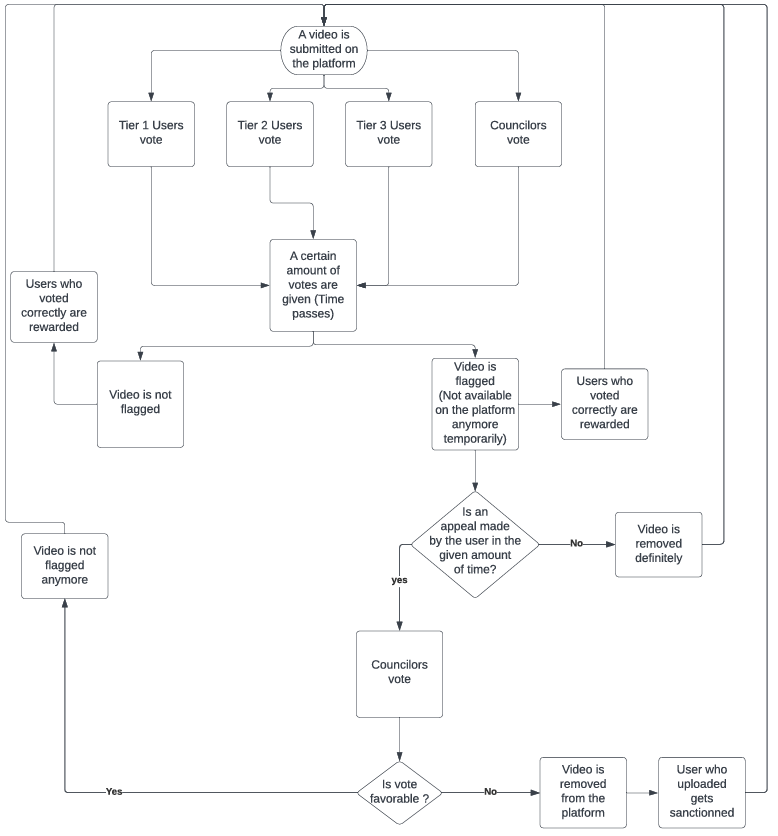 A video is
submitted on
the platform
Tier 1 Users
vote
Tier 2 Users
vote
Tier 3 Users
vote
Councilors
vote
A certain
amount of
votes are
given (Time
passes)
Users who
voted
correctly are
rewarded
Video is not
flagged
Video is
flagged
(Not available
on the platform
anymore
temporarily)
Users who
voted
correctly are
rewarded
Is an
appeal made
by the user in the
given amount
of time?
No
Video is
removed
definitely
yes
Video is not
flagged
anymore
Councilors
vote
Is vote
favorable ?
Yes
No
Video is
removed
from the
platform
User who
uploaded
gets
sanctionned